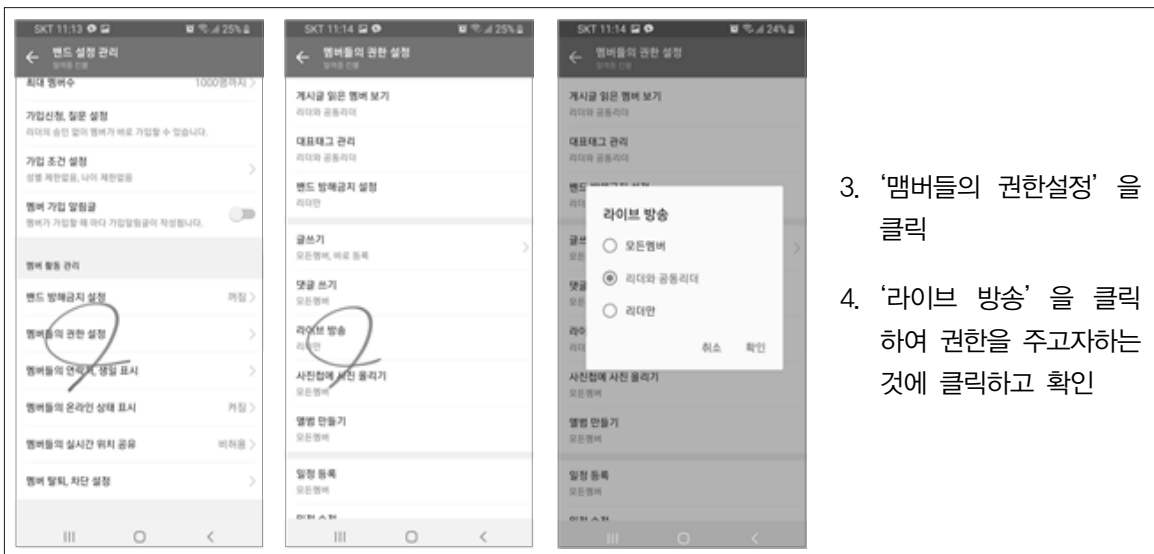 SKT 11:13
25%
밴드 설정 관리
최대 멤버수
1000명까지 >
가입신청, 질문 설정
리더의 승인 없이 멤버가 바로 가입할 수 있습니다.
가입 조건 설정
성별 제한없음, 나이 제한없음
멤버 가입 알림글
멤버가 가입할 때 마다 가입알림글이 작성됩니다.
멤버 활동 관리
밴드 방해금지 설정
꺼짐 >
멤버들의 권한 설정
멤버들의 연락처, 생일 표시
멤버들의 온라인 상태 표시
켜짐 >
멤버들의 실시간 위치 공유
비허용 >
멤버 탈퇴, 차단 설정
SKT 11:14
25%
멤버들의 권한 설정
게시글 읽은 멤버 보기
리더와 공동리더
대표태그 관리
리더와 공동리더
밴드 방해금지 설정
리더만
글쓰기
모든멤버, 바로 등록
댓글 쓰기
모든멤버
라이브 방송
리더만
사진첩에 사진 올리기
모든멤버
앨범 만들기
모든멤버
일정 등록
모든멤버
SKT 11:14
24%
멤버들의 권한 설정
게시글 읽은 멤버 보기
리더와 공동리더
대표태그 관리
리더와 공동리더
라이브 방송
모든멤버
리더와 공동리더
리더만
취소 확인
사진첩에 사진 올리기
모든멤버
앨범 만들기
모든멤버
일정 등록
모든멤버
3. ‘맴버들의 권한설정’을
클릭
4. ‘라이브 방송’을 클릭
하여 권한을 주고자하는
것에 클릭하고 확인